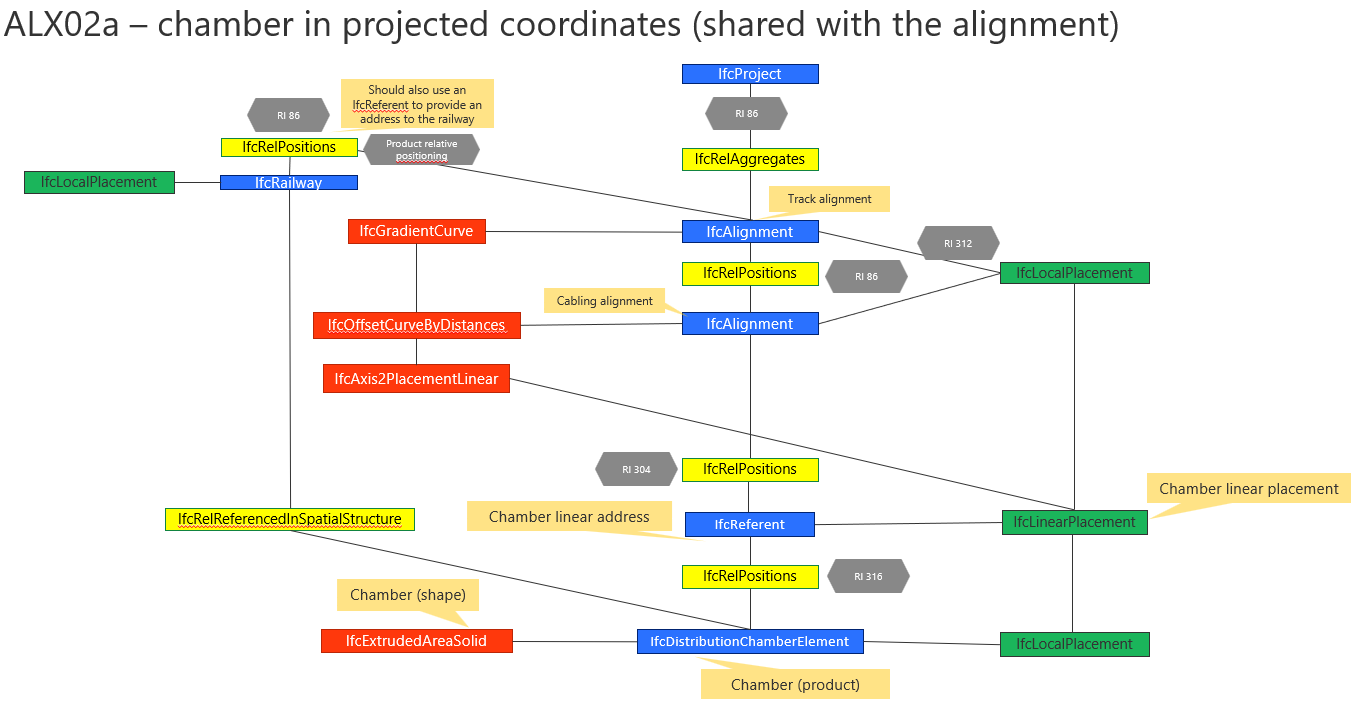 ALX02a – chamber in projected coordinates (shared with the alignment)
IfcProject
Should also use an
IfcReferent to provide an
address to the railway
RI 86
RI 86
IfcRelPositions
Product relative
positioning
IfcRelAggregates
IfcLocalPlacement
IfcRailway
Track alignment
IfcGradientCurve
IfcAlignment
RI 312
IfcRelPositions
RI 86
IfcLocalPlacement
Cabling alignment
IfcOffsetCurveByDistances
IfcAlignment
IfcAxis2PlacementLinear
RI 304
IfcRelPositions
Chamber linear placement
IfcRelReferencedInSpatialStructure
Chamber linear address
IfcReferent
IfcLinearPlacement
IfcRelPositions
RI 316
Chamber (shape)
IfcExtrudedAreaSolid
IfcDistributionChamberElement
IfcLocalPlacement
Chamber (product)